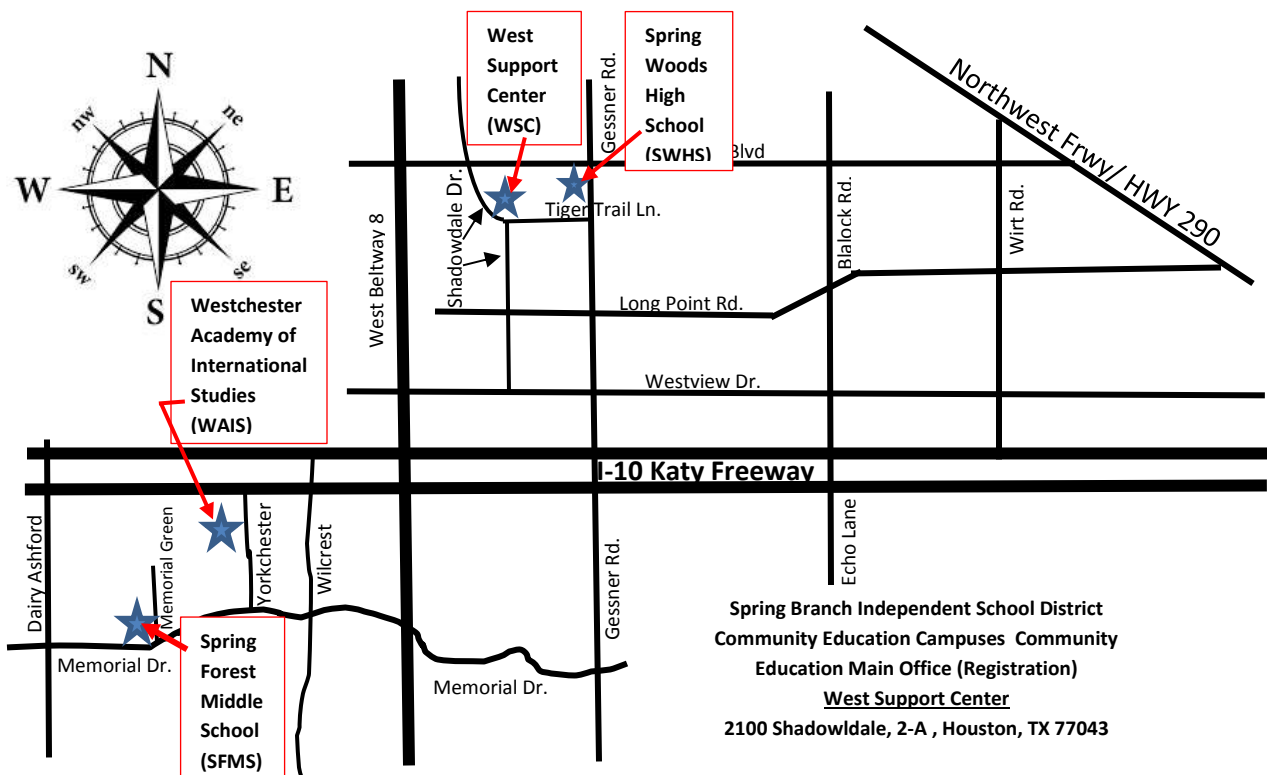 N
nw
ne
W
E
sw
se
S
West
Support
Center
(WSC)
Spring
Woods
High
School
(SWHS)
Gessner Rd.
Blvd
Northwest Frwy/ HWY 290
Shadowdale Dr.
Tiger Trail Ln.
Blalock Rd.
Wirt Rd.
West Beltway 8
Long Point Rd.
Westview Dr.
Westchester
Academy of
International
Studies
(WAIS)
I-10 Katy Freeway
Dairy Ashford
Memorial Green
Yorkchester
Wilcrest
Gessner Rd.
Echo Lane
Memorial Dr.
Spring
Forest
Middle
School
(SFMS)
Memorial Dr.
Spring Branch Independent School District
Community Education Campuses Community
Education Main Office (Registration)
West Support Center
2100 Shadowldale, 2-A , Houston, TX 77043